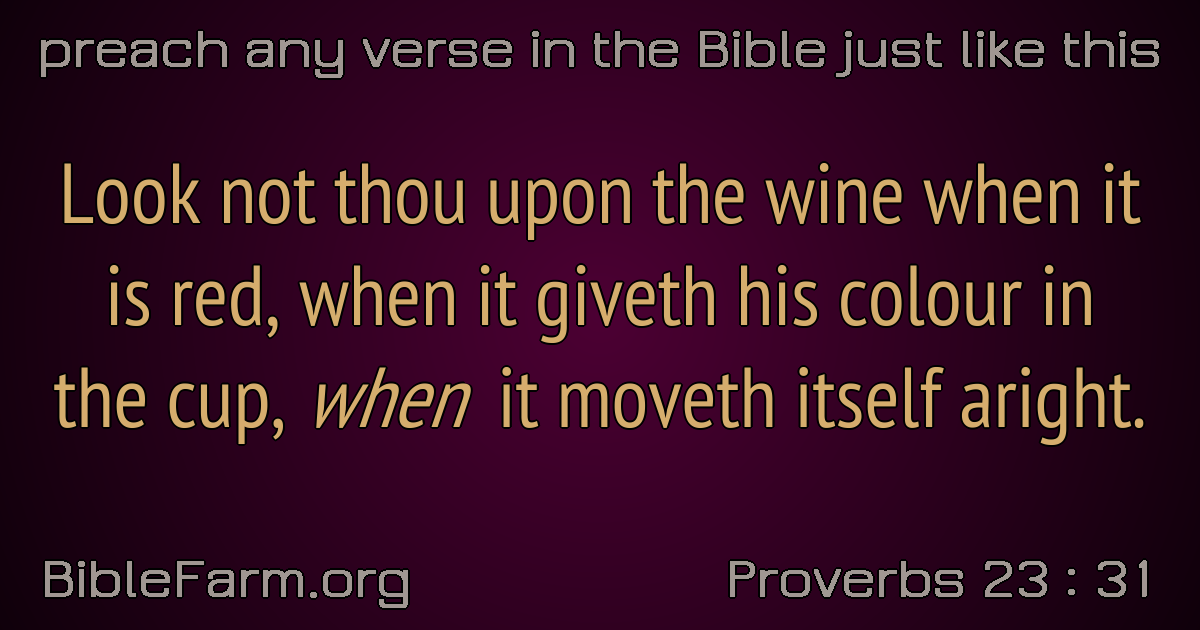 preach any verse in the Bible just like this
Look not thou upon the wine when it
is red, when it giveth his colour in
the cup, when it moveth itself aright.
BibleFarm.org
Proverbs 23 : 31